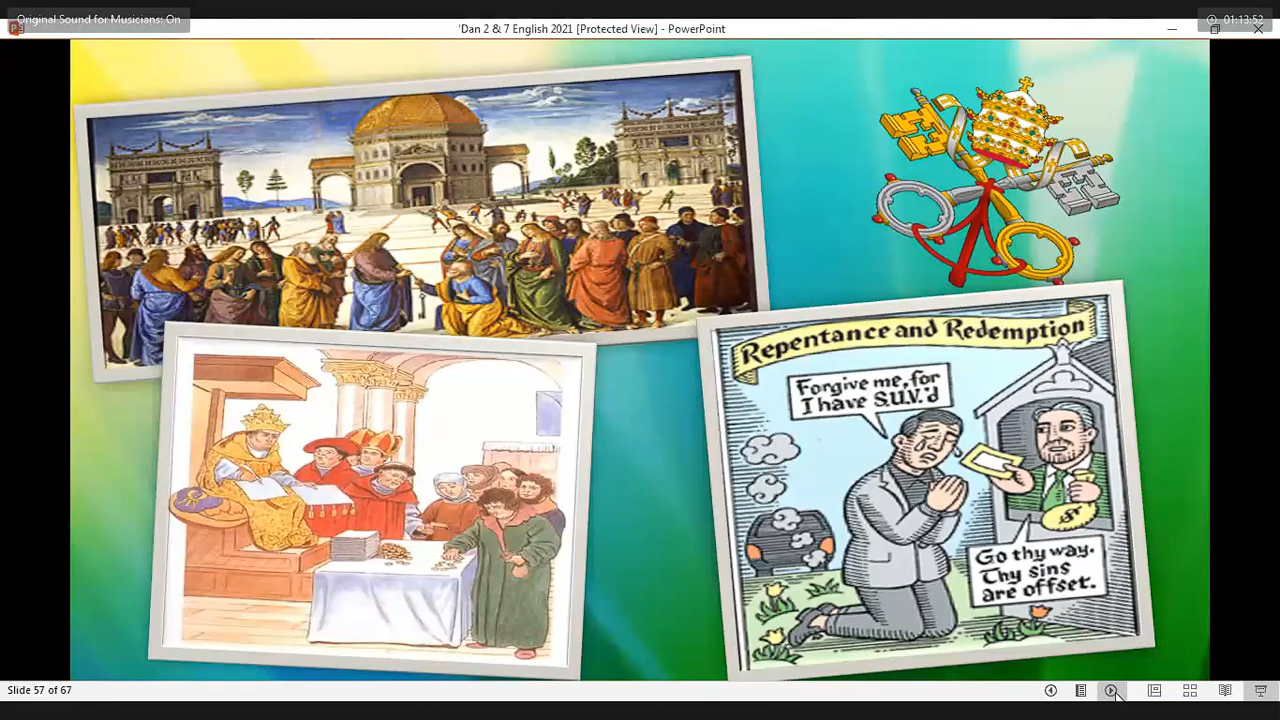 Original Sound for Musicians: On
01:13:52
'Dan 2 & 7 English 2021 [Protected View] - PowerPoint
Repentance and Redemption
Forgive me, for
I have S.U.V.'d
$
Go thy way.
Thy sins
are offset.
Slide 57 of 67